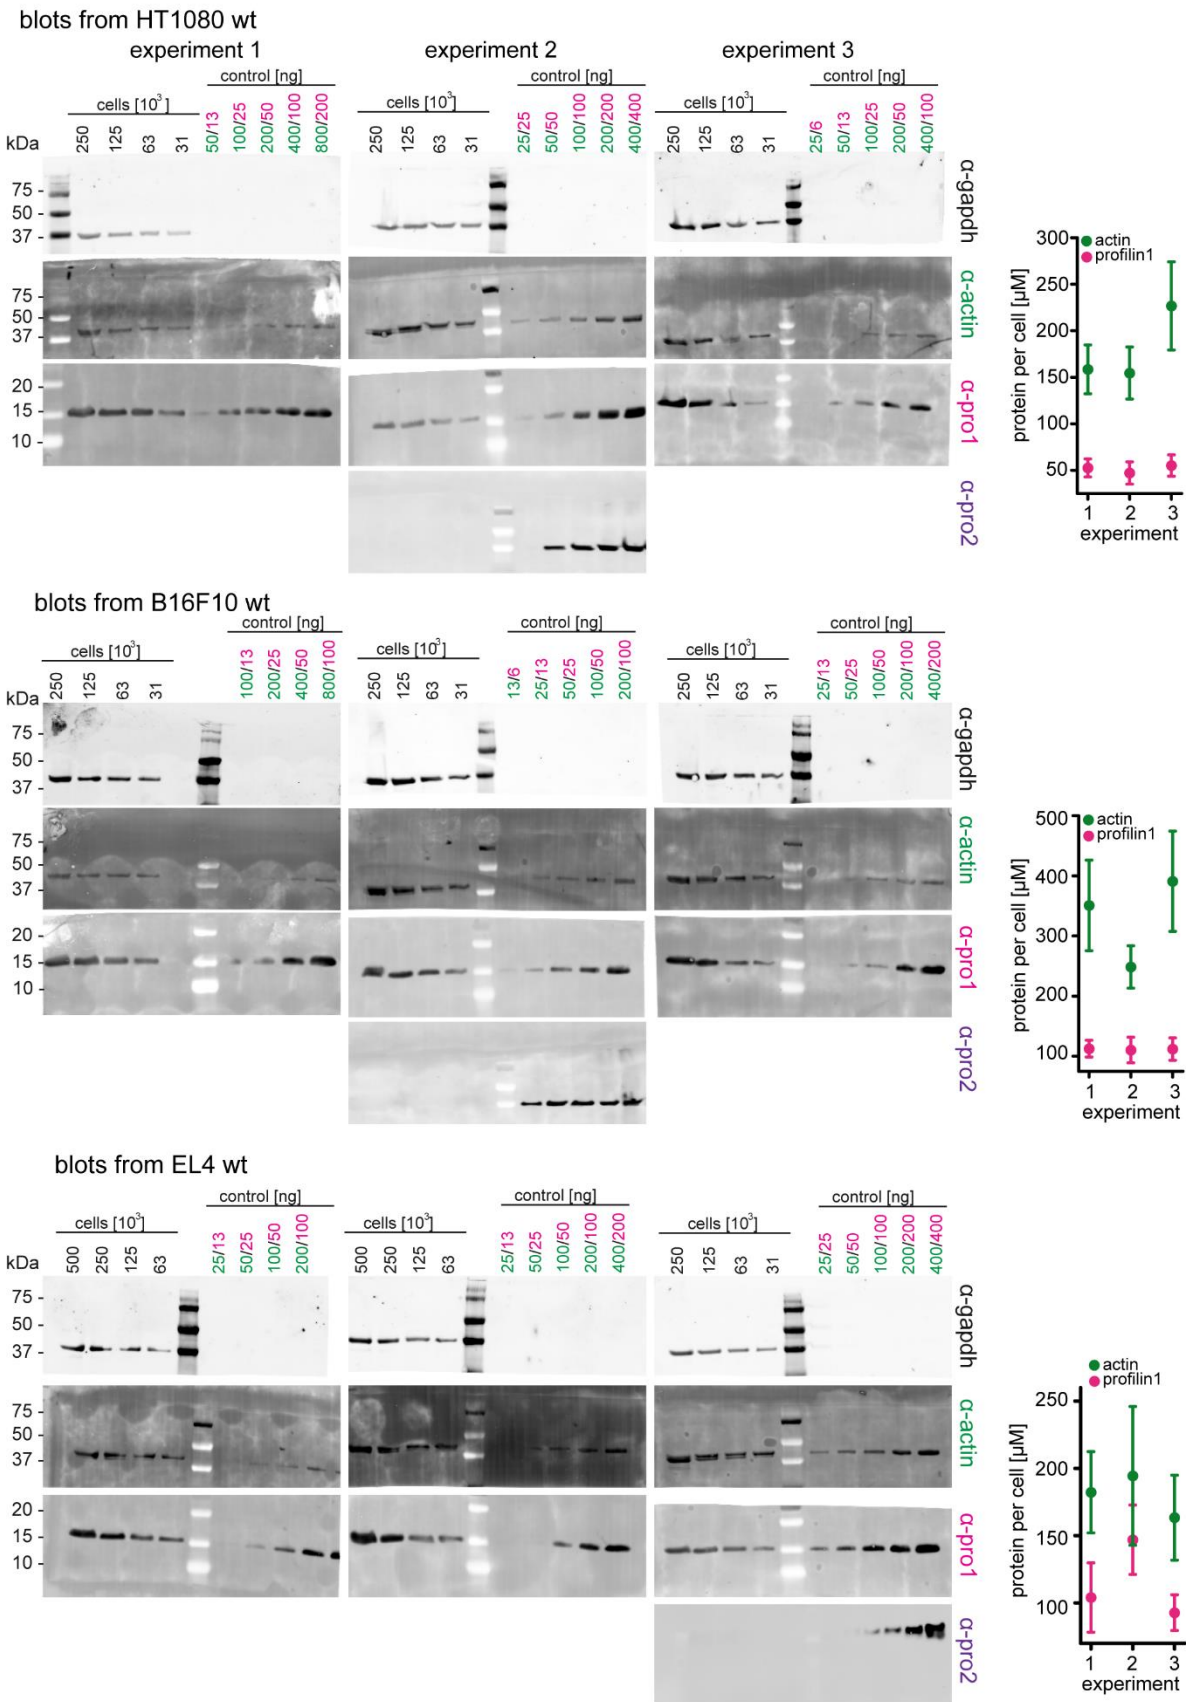 blots from HT1080 wt
experiment 1 experiment 2 experiment 3
control [ng] control [ng] control [ng]
cells [10³] cells [10³] cells [10³]
kDa 250 125 63 31 50/13 100/25 200/50 400/100 800/200 250 125 63 31 25/25 50/50 100/100 200/200 400/400 250 125 63 31 25/6 50/13 100/25 200/50 400/100
75 -
50 -
37 -
α-gapdh
75 -
50 -
37 -
α-actin
20 -
15 -
10 -
α-pro1
α-pro2
300
250
200
150
100
50
protein per cell [µM]
actin
profilin1
1 2 3
experiment
blots from B16F10 wt
control [ng] control [ng] control [ng]
cells [10³] cells [10³] cells [10³]
kDa 250 125 63 31 100/13 200/25 400/50 800/100 250 125 63 31 13/6 25/13 50/25 100/50 200/100 250 125 63 31 25/13 50/25 100/50 200/100 400/200
75 -
50 -
37 -
α-gapdh
75 -
50 -
37 -
α-actin
20 -
15 -
10 -
α-pro1
α-pro2
500
400
300
200
100
protein per cell [µM]
actin
profilin1
1 2 3
experiment
blots from EL4 wt
control [ng] control [ng] control [ng]
cells [10³] cells [10³] cells [10³]
kDa 500 250 125 63 25/13 50/25 100/50 200/100 500 250 125 63 25/13 50/25 100/50 200/100 400/200 250 125 63 31 25/25 50/50 100/100 200/200 400/400
75 -
50 -
37 -
α-gapdh
75 -
50 -
37 -
α-actin
20 -
15 -
10 -
α-pro1
α-pro2
250
200
150
100
protein per cell [µM]
actin
profilin1
1 2 3
experiment